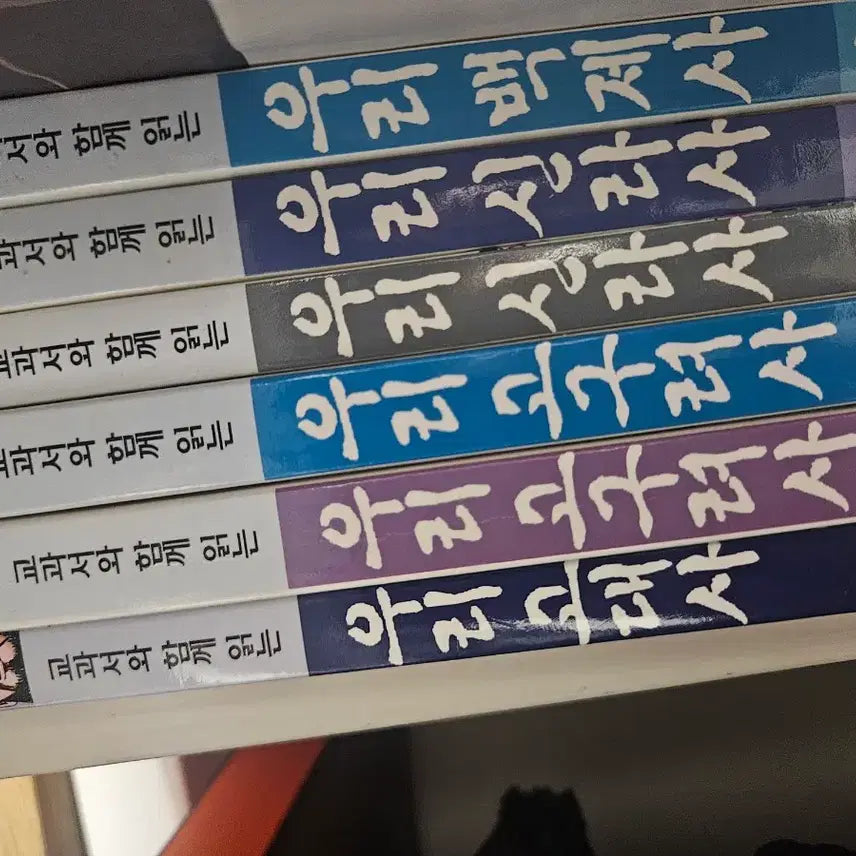 교과서와 함께 읽는 우리 고대사
교과서와 함께 읽는 우리 고구려사
교과서와 함께 읽는 우리 고구려사
교과서와 함께 읽는 우리 신라사
과서와 함께 읽는 우리 신라사
서와 함께 읽는 우리 백제사